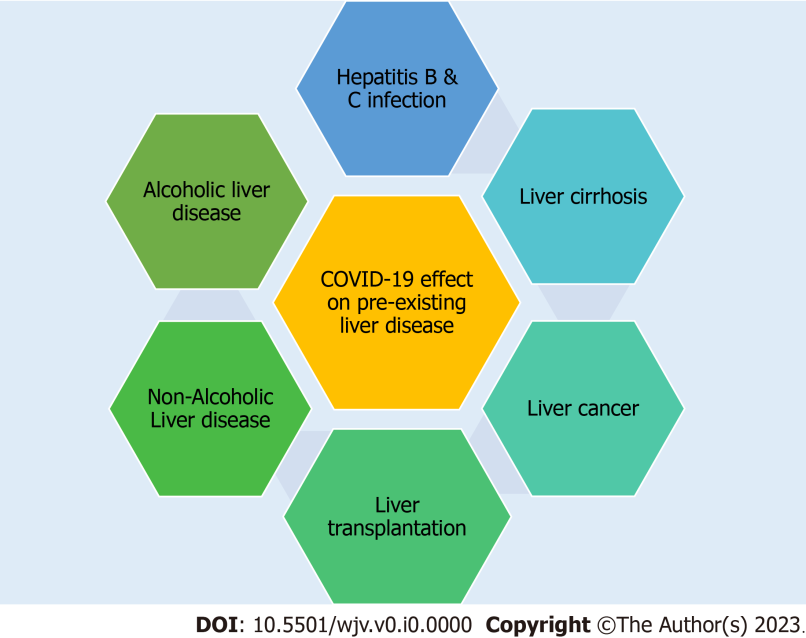 Hepatitis B &
C infection
Alcoholic liver
disease
Liver cirrhosis
COVID-19 effect
on pre-existing
liver disease
Non-Alcoholic
Liver disease
Liver cancer
Liver
transplantation
DOI: 10.5501/wjv.v0.i0.0000 Copyright ©The Author(s) 2023.